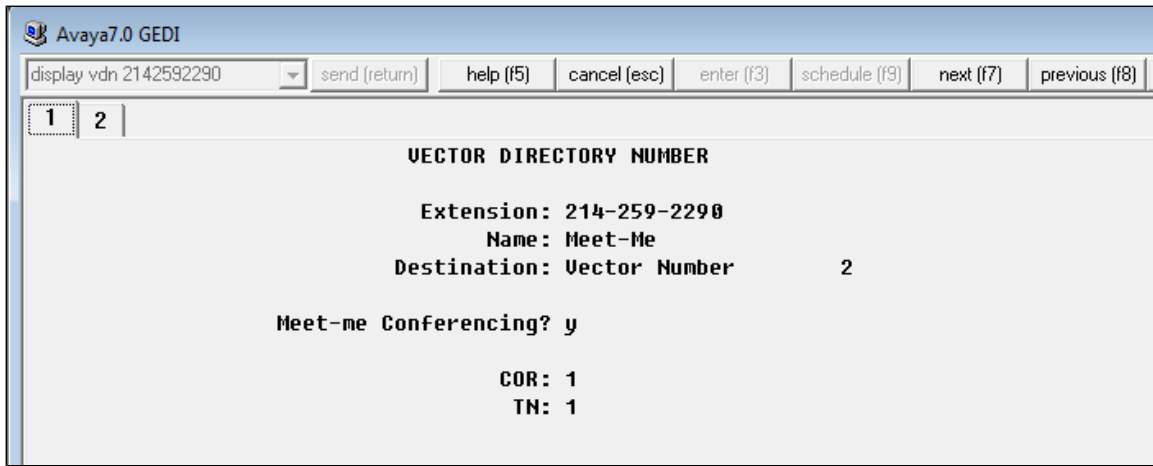 Avaya7.0 GEDI
display vdn 2142592290 send (return) help (f5) cancel (esc) enter (f3) schedule (f9) next (f7) previous (f8)
1 2
VECTOR DIRECTORY NUMBER
Extension: 214-259-2290
Name: Meet-Me
Destination: Vector Number 2
Meet-me Conferencing? y
COR: 1
TN: 1